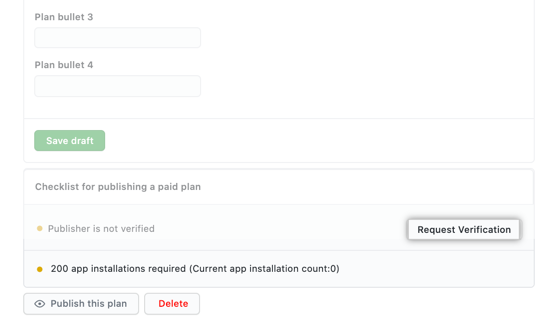 Plan bullet 3
Plan bullet 4
Save draft
Checklist for publishing a paid plan
Publisher is not verified
Request Verification
200 app installations required (Current app installation count:0)
Publish this plan
Delete